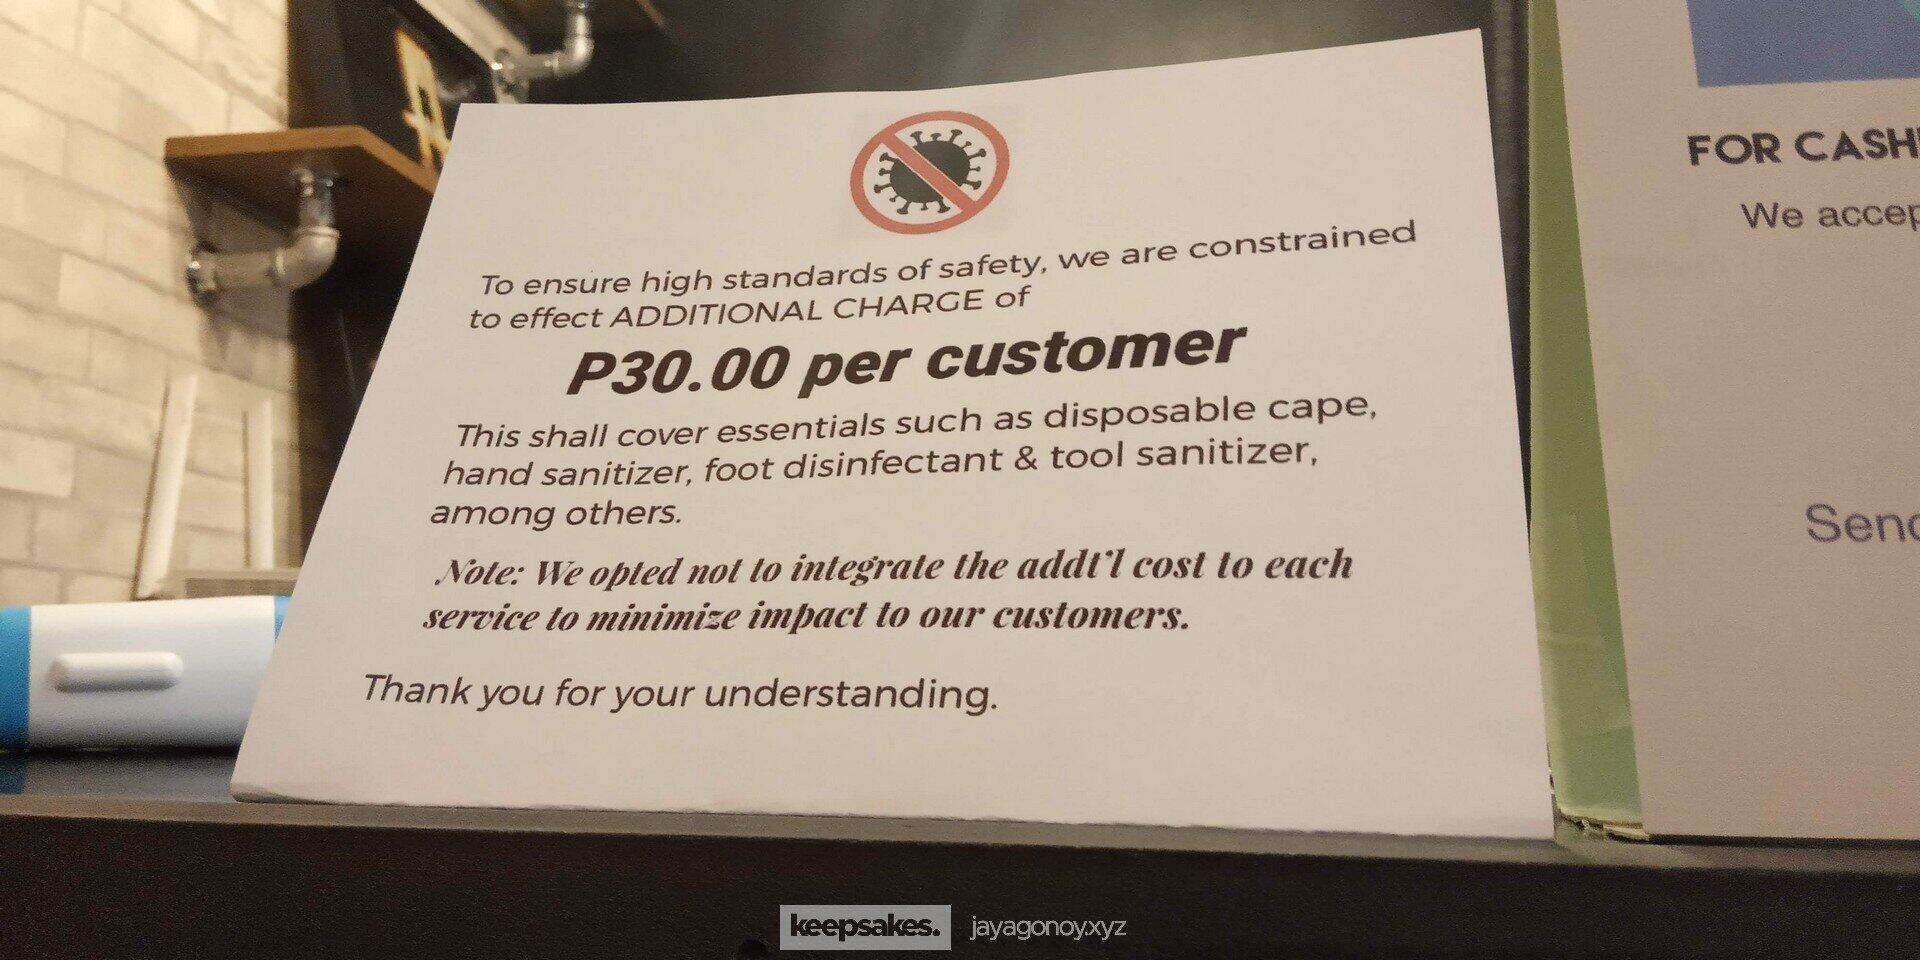 To ensure high standards of safety, we are constrained
to effect ADDITIONAL CHARGE of
P30.00 per customer
This shall cover essentials such as disposable cape,
hand sanitizer, foot disinfectant & tool sanitizer,
among others.
Note: We opted not to integrate the addt'l cost to each
service to minimize impact to our customers.
Thank you for your understanding.
FOR CASH
We
keepsakes.
jayagonoy.xyz